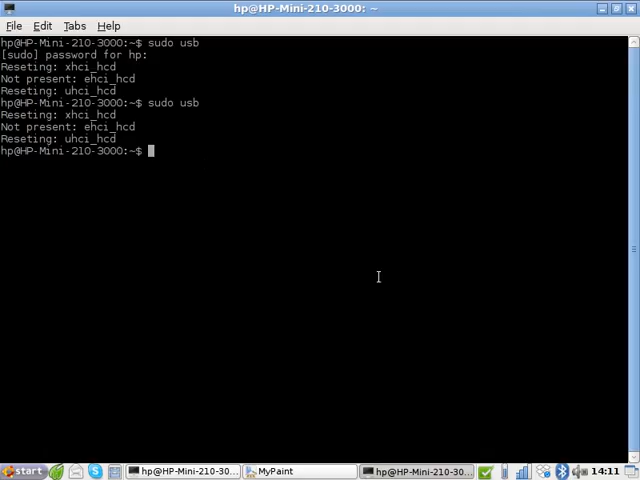 hp@HP-Mini-210-3000: ~
File Edit Tabs Help
hp@HP-Mini-210-3000:~$ sudo usb
[sudo] password for hp:
Reseting: xhci_hcd
Not present: ehci_hcd
Reseting: uhci_hcd
hp@HP-Mini-210-3000:~$ sudo usb
Reseting: xhci_hcd
Not present: ehci_hcd
Reseting: uhci_hcd
hp@HP-Mini-210-3000:~$
start hp@HP-Mini-210-30... MyPaint hp@HP-Mini-210-30... 14:11